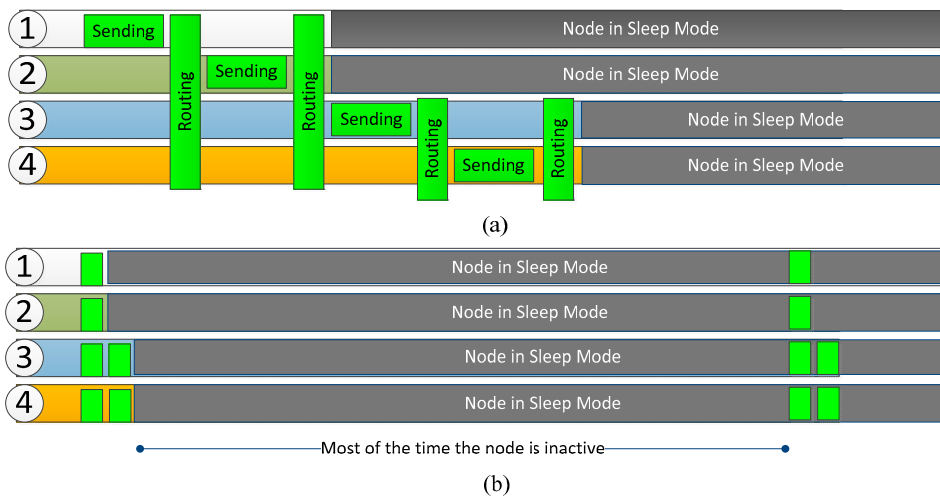 1
Sending
Routing
Routing
Node in Sleep Mode
2
Sending
Node in Sleep Mode
3
Sending
Routing
Routing
Node in Sleep Mode
4
Sending
Node in Sleep Mode
(a)
1
Node in Sleep Mode
2
Node in Sleep Mode
3
Node in Sleep Mode
4
Node in Sleep Mode
Most of the time the node is inactive
(b)